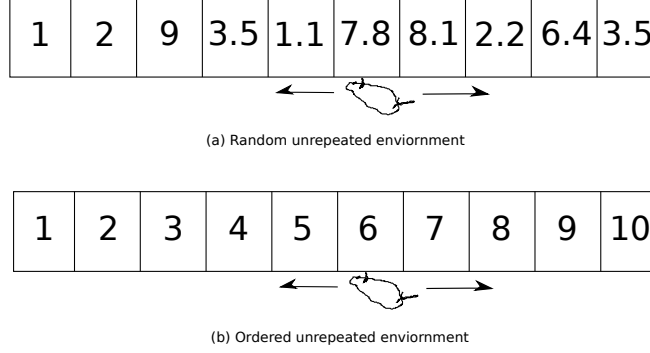 1 2 9 3.5 1.1 7.8 8.1 2.2 6.4 3.5
(a) Random unrepeated enviornment
1 2 3 4 5 6 7 8 9 10
(b) Ordered unrepeated enviornment